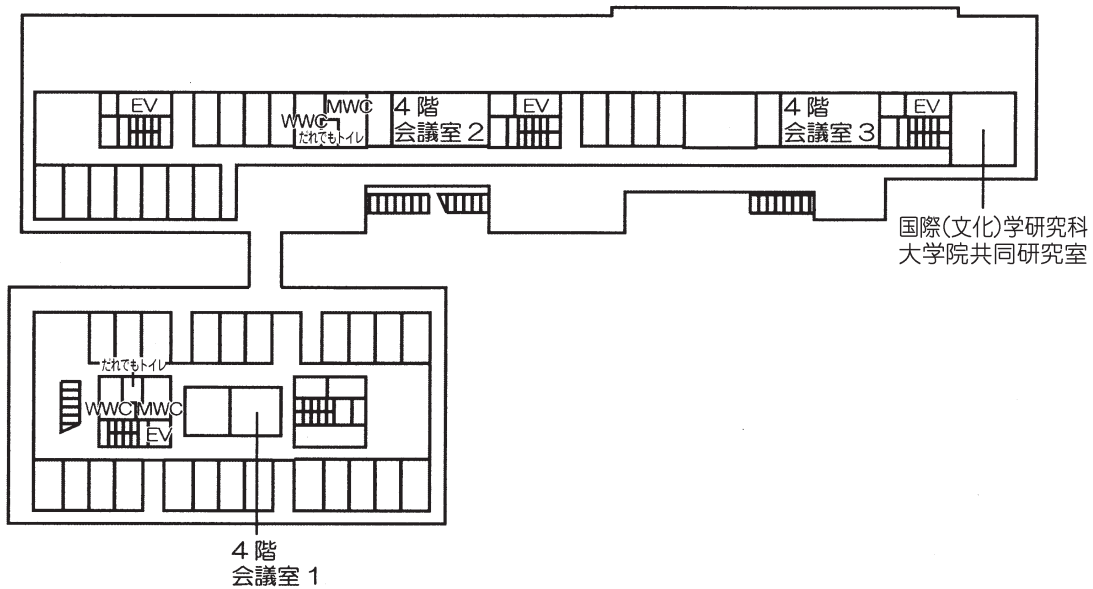 EV
MWC
WWC
だれでもトイレ
4階
会議室2
EV
4階
会議室3
EV
国際(文化)学研究科
大学院共同研究室
だれでもトイレ
WWC
MWC
EV
4階
会議室1